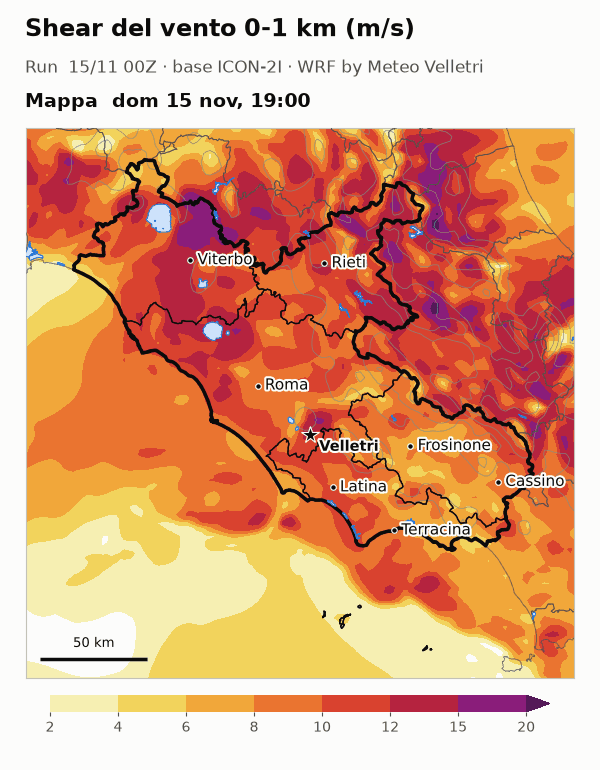 Shear del vento 0-1 km (m/s)
Run  15/11 00Z · base ICON-2I · WRF by Meteo Velletri
Mappa  dom 15 nov, 19:00
Viterbo
Rieti
Roma
Velletri
Frosinone
Cassino
Latina
Terracina
50 km
2 4 6 8 10 12 15 20